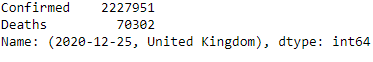 Confirmed    2227951
Deaths         70302
Name: (2020-12-25, United Kingdom), dtype: int64